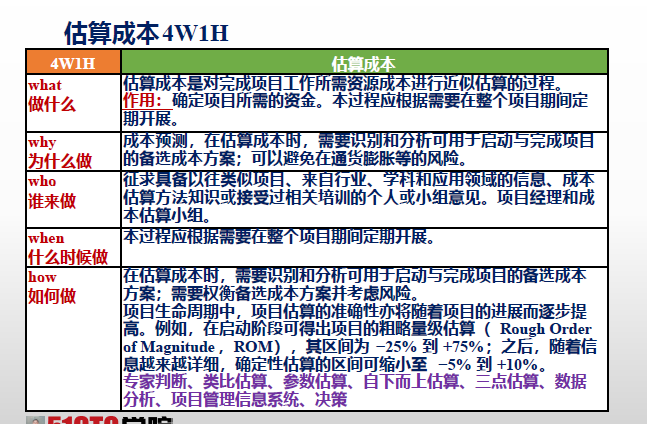 估算成本4W1H
4W1H
估算成本
what
做什么
估算成本是对完成项目工作所需资源成本进行近似估算的过程。
作用：确定项目所需的资金。本过程应根据需要在整个项目期间定
期开展。
why
为什么做
成本预测，在估算成本时，需要识别和分析可用于启动与完成项目
的备选成本方案；可以避免在通货膨胀等的风险。
who
谁来做
征求具备以往类似项目、来自行业、学科和应用领域的信息、成本
估算方法知识或接受过相关培训的个人或小组意见。项目经理和成
本估算小组。
when
什么时候做
本过程应根据需要在整个项目期间定期开展。
how
如何做
在估算成本时，需要识别和分析可用于启动与完成项目的备选成本
方案；需要权衡备选成本方案并考虑风险。
项目生命周期中，项目估算的准确性亦将随着项目的进展而逐步提
高。例如，在启动阶段可得出项目的粗略量级估算（ Rough Order
of Magnitude，ROM），其区间为 −25% 到 +75%；之后，随着信
息越来越详细，确定性估算的区间可缩小至 −5% 到 +10%。
专家判断、类比估算、参数估算、自下而上估算、三点估算、数据
分析、项目管理信息系统、决策